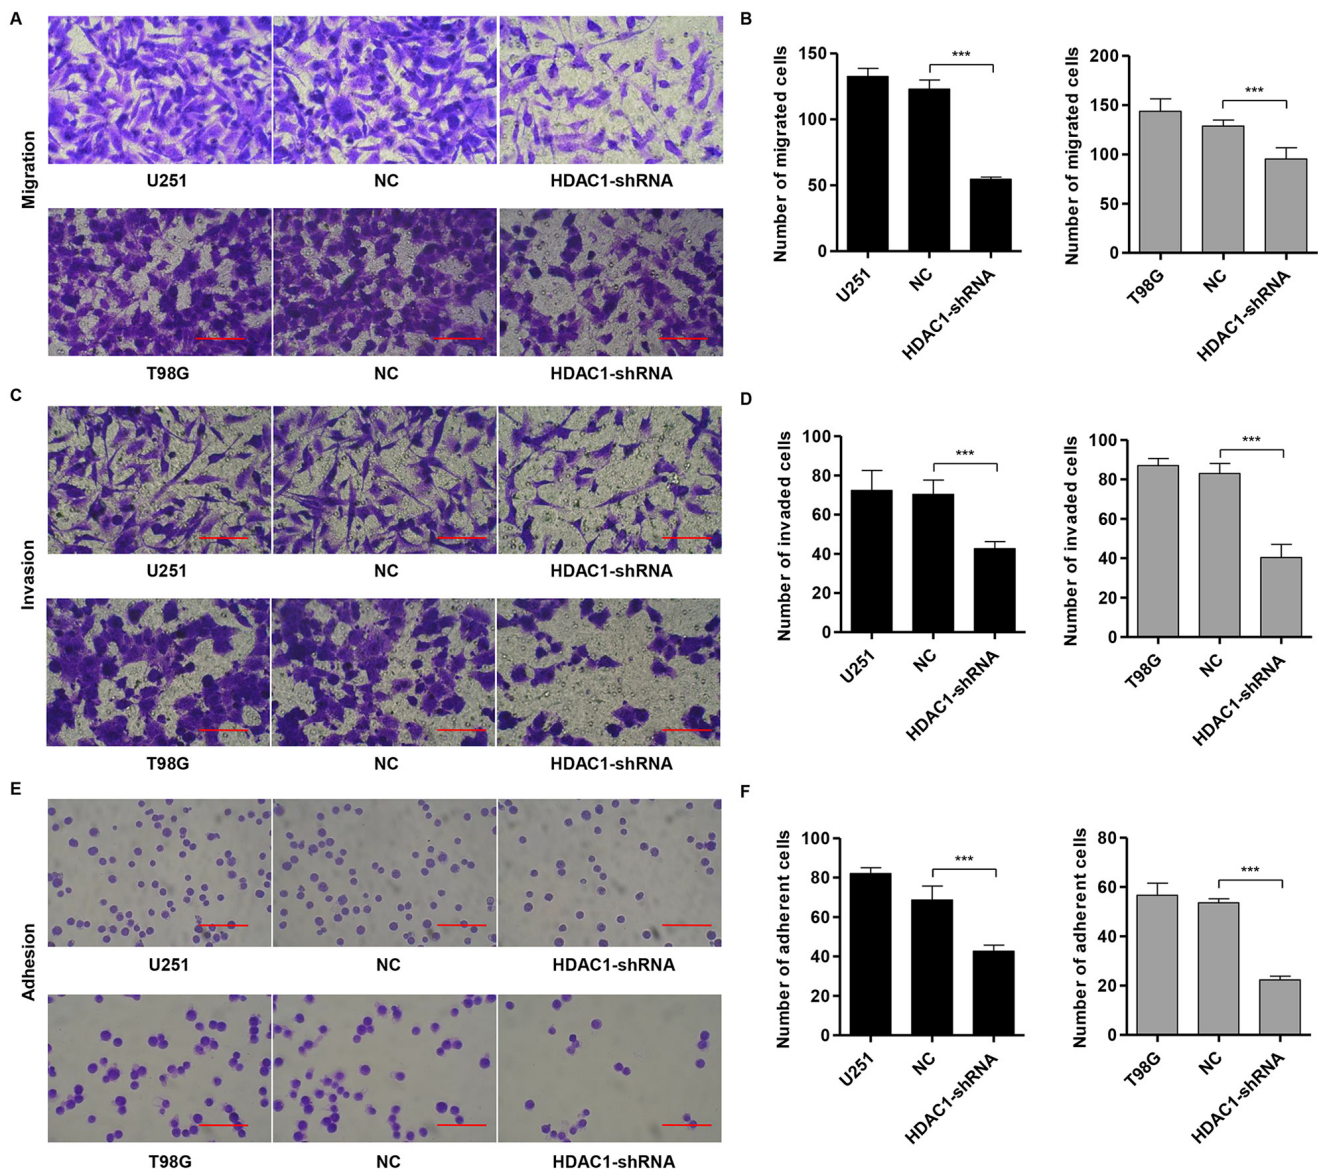 A
Migration
U251
NC
HDAC1-shRNA
T98G
NC
HDAC1-shRNA
B
Number of migrated cells
150
100
50
0
***
U251
NC
HDAC1-shRNA
Number of migrated cells
200
150
100
50
0
***
T98G
NC
HDAC1-shRNA
C
Invasion
U251
NC
HDAC1-shRNA
T98G
NC
HDAC1-shRNA
D
Number of invaded cells
100
80
60
40
20
0
***
U251
NC
HDAC1-shRNA
Number of invaded cells
100
80
60
40
20
0
***
T98G
NC
HDAC1-shRNA
E
Adhesion
U251
NC
HDAC1-shRNA
T98G
NC
HDAC1-shRNA
F
Number of adherent cells
100
80
60
40
20
0
***
U251
NC
HDAC1-shRNA
Number of adherent cells
80
60
40
20
0
***
T98G
NC
HDAC1-shRNA